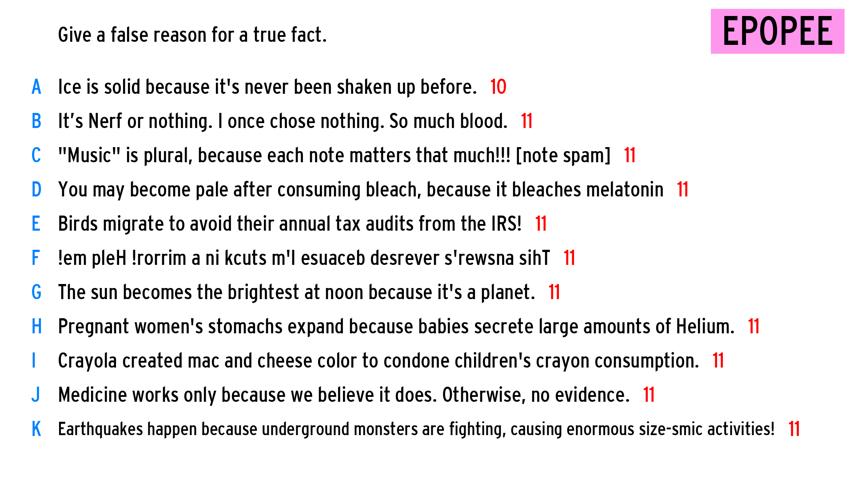 Give a false reason for a true fact.
EPOPEE
A Ice is solid because it's never been shaken up before. 10
B It’s Nerf or nothing. I once chose nothing. So much blood. 11
C "Music" is plural, because each note matters that much!!! [note spam] 11
D You may become pale after consuming bleach, because it bleaches melatonin 11
E Birds migrate to avoid their annual tax audits from the IRS! 11
F !em pleH !rorrim a ni kcuts m'I esuaceb desrever s'rewsna sihT 11
G The sun becomes the brightest at noon because it's a planet. 11
H Pregnant women's stomachs expand because babies secrete large amounts of Helium. 11
I Crayola created mac and cheese color to condone children's crayon consumption. 11
J Medicine works only because we believe it does. Otherwise, no evidence. 11
K Earthquakes happen because underground monsters are fighting, causing enormous size-smic activities! 11